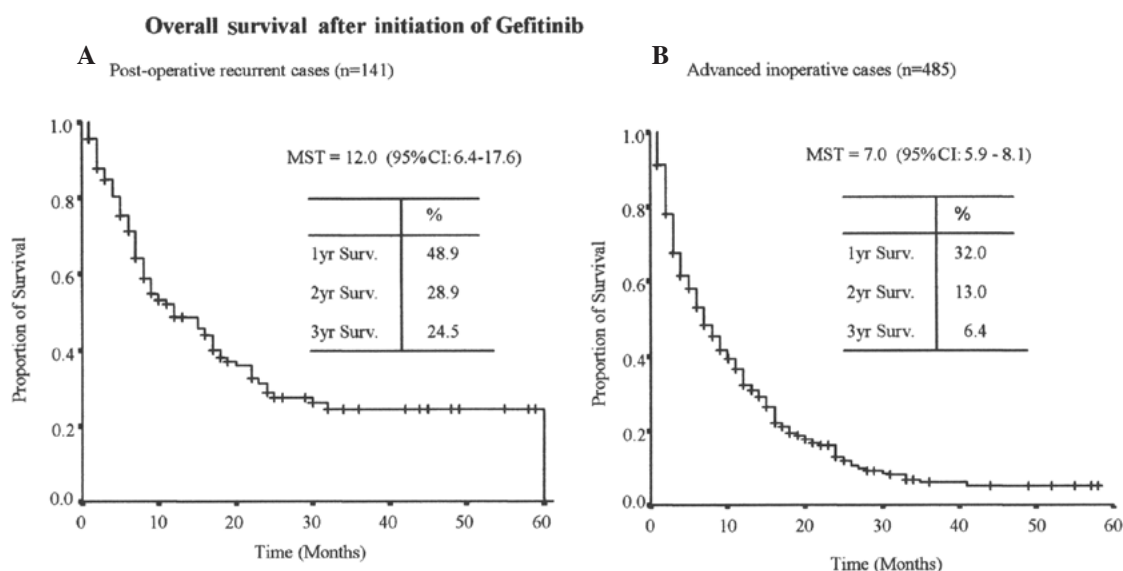 Overall survival after initiation of Gefitinib
A
Post-operative recurrent cases (n=141)
MST = 12.0 (95%CI: 6.4-17.6)
%
1yr Surv. 48.9
2yr Surv. 28.9
3yr Surv. 24.5
Proportion of Survival
1.0
0.8
0.6
0.4
0.2
0.0
0 10 20 30 40 50 60
Time (Months)
B
Advanced inoperative cases (n=485)
MST = 7.0 (95%CI: 5.9 - 8.1)
%
1yr Surv. 32.0
2yr Surv. 13.0
3yr Surv. 6.4
Proportion of Survival
1.0
0.8
0.6
0.4
0.2
0.0
0 10 20 30 40 50 60
Time (Months)